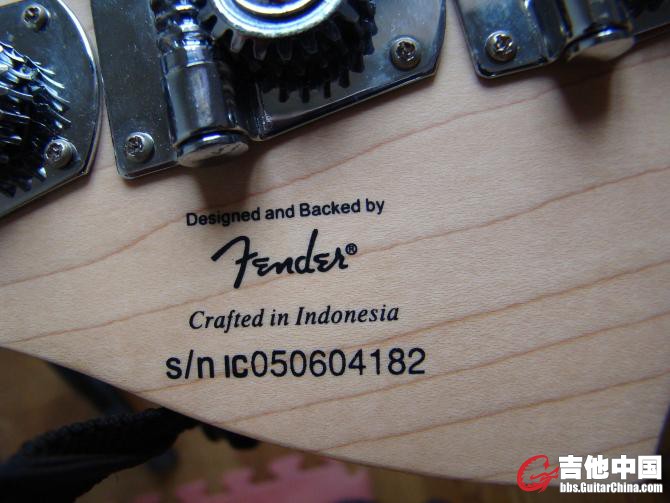 Designed and Backed by
Fender®
Crafted in Indonesia
s/n IC050604182
吉他中国
bbs.GuitarChina.com